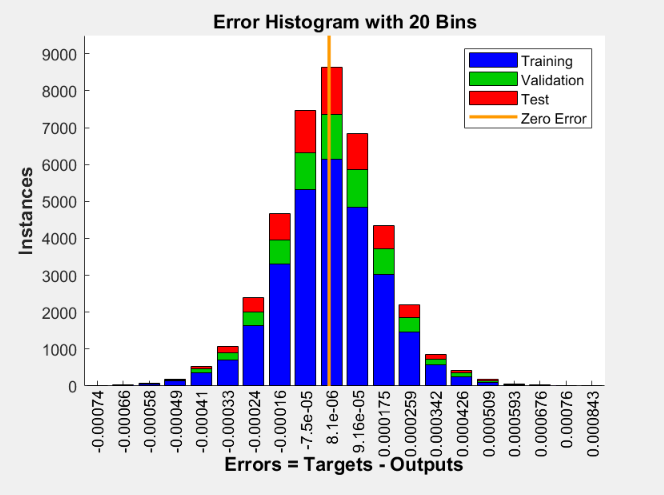 Error Histogram with 20 Bins
Training
Validation
Test
Zero Error
Instances
9000
8000
7000
6000
5000
4000
3000
2000
1000
0
-0.00074
-0.00066
-0.00058
-0.00049
-0.00041
-0.00033
-0.00024
-0.00016
-7.5e-05
8.1e-06
9.16e-05
0.000175
0.000259
0.000342
0.000426
0.000509
0.000593
0.000676
0.00076
0.000843
Errors = Targets - Outputs